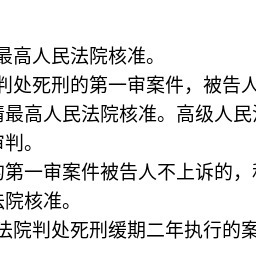 最高人民法院核准。
判处死刑的第一审案件，被告人
请最高人民法院核准。高级人民法
审判。
的第一审案件被告人不上诉的，
法院核准。
法院判处死刑缓期二年执行的案